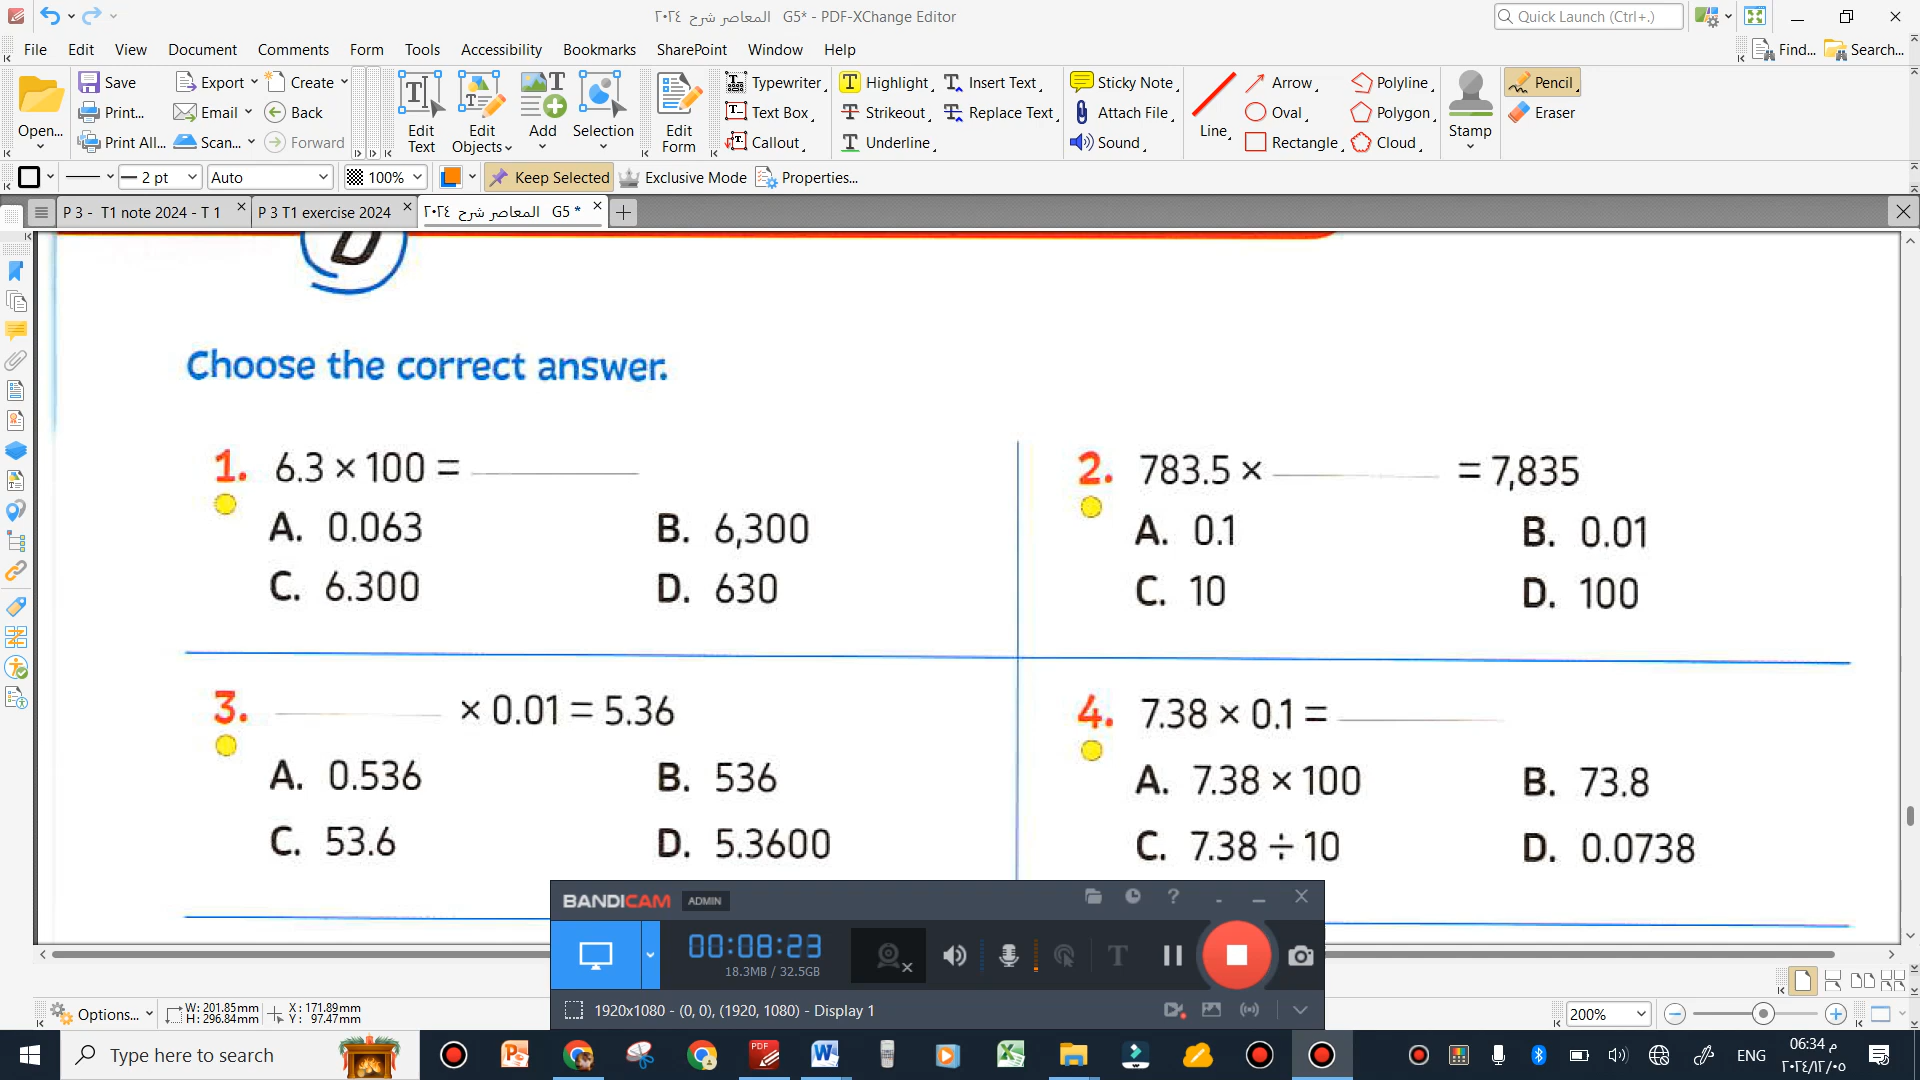 المعاصر شرح ٢٠٢٤ G5* - PDF-XChange Editor
Quick Launch (Ctrl+.)
File Edit View Document Comments Form Tools Accessibility Bookmarks SharePoint Window Help
Find... Search...
Open... Save Print... Print All... Export Email Scan... Create Back Forward
Edit Text Edit Objects Add Selection Edit Form
Typewriter Text Box Callout Highlight Strikeout Underline Insert Text Replace Text
Sticky Note Attach File Sound Line Arrow Oval Rectangle Polyline Polygon Cloud Stamp Pencil Eraser
2 pt Auto 100% Keep Selected Exclusive Mode Properties...
P 3 - T1 note 2024 - T 1 P 3 T1 exercise 2024 المعاصر شرح ٢٠٢٤ G5 *
D
Choose the correct answer.
1. 6.3 × 100 =
A. 0.063 B. 6,300
C. 6.300 D. 630
2. 783.5 × = 7,835
A. 0.1 B. 0.01
C. 10 D. 100
3. × 0.01 = 5.36
A. 0.536 B. 536
C. 53.6 D. 5.3600
4. 7.38 × 0.1 =
A. 7.38 × 100 B. 73.8
C. 7.38 ÷ 10 D. 0.0738
BANDICAM ADMIN
00:08:23
18.3MB / 32.5GB
1920x1080 - (0, 0), (1920, 1080) - Display 1
Options... W: 201.85mm X: 171.89mm
H: 296.84mm Y: 97.47mm
200%
Type here to search
ENG
06:34 م
٢٠٢٤/١٢/٠٥